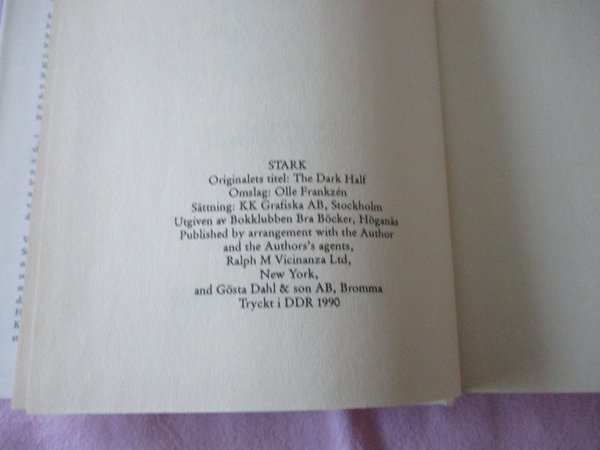 STARK
Originalets titel: The Dark Half
Omslag: Olle Frankzén
Sättning: KK Grafiska AB, Stockholm
Utgiven av Bokklubben Bra Böcker, Höganäs
Published by arrangement with the Author
and the Authors's agents,
Ralph M Vicinanza Ltd,
New York,
and Gösta Dahl & son AB, Bromma
Tryckt i DDR 1990